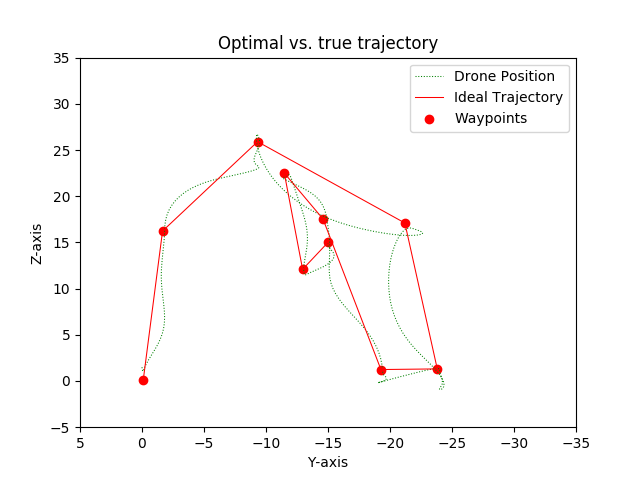 Optimal vs. true trajectory
Drone Position
Ideal Trajectory
Waypoints
Z-axis
35
30
25
20
15
10
5
0
−5
5 0 −5 −10 −15 −20 −25 −30 −35
Y-axis